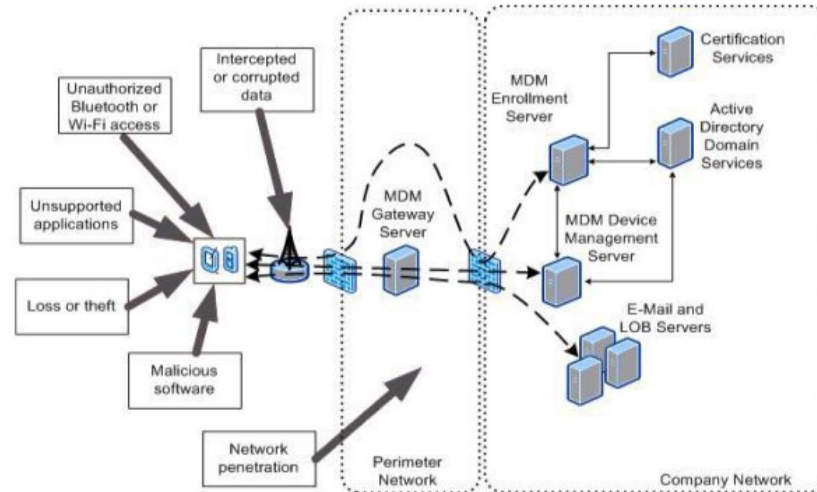 Intercepted
or corrupted
data
Unauthorized
Bluetooth or
Wi-Fi access
Unsupported
applications
Loss or theft
Malicious
software
Network
penetration
MDM
Gateway
Server
Perimeter
Network
MDM
Enrollment
Server
Certification
Services
Active
Directory
Domain
Services
MDM Device
Management
Server
E-Mail and
LOB Servers
Company Network